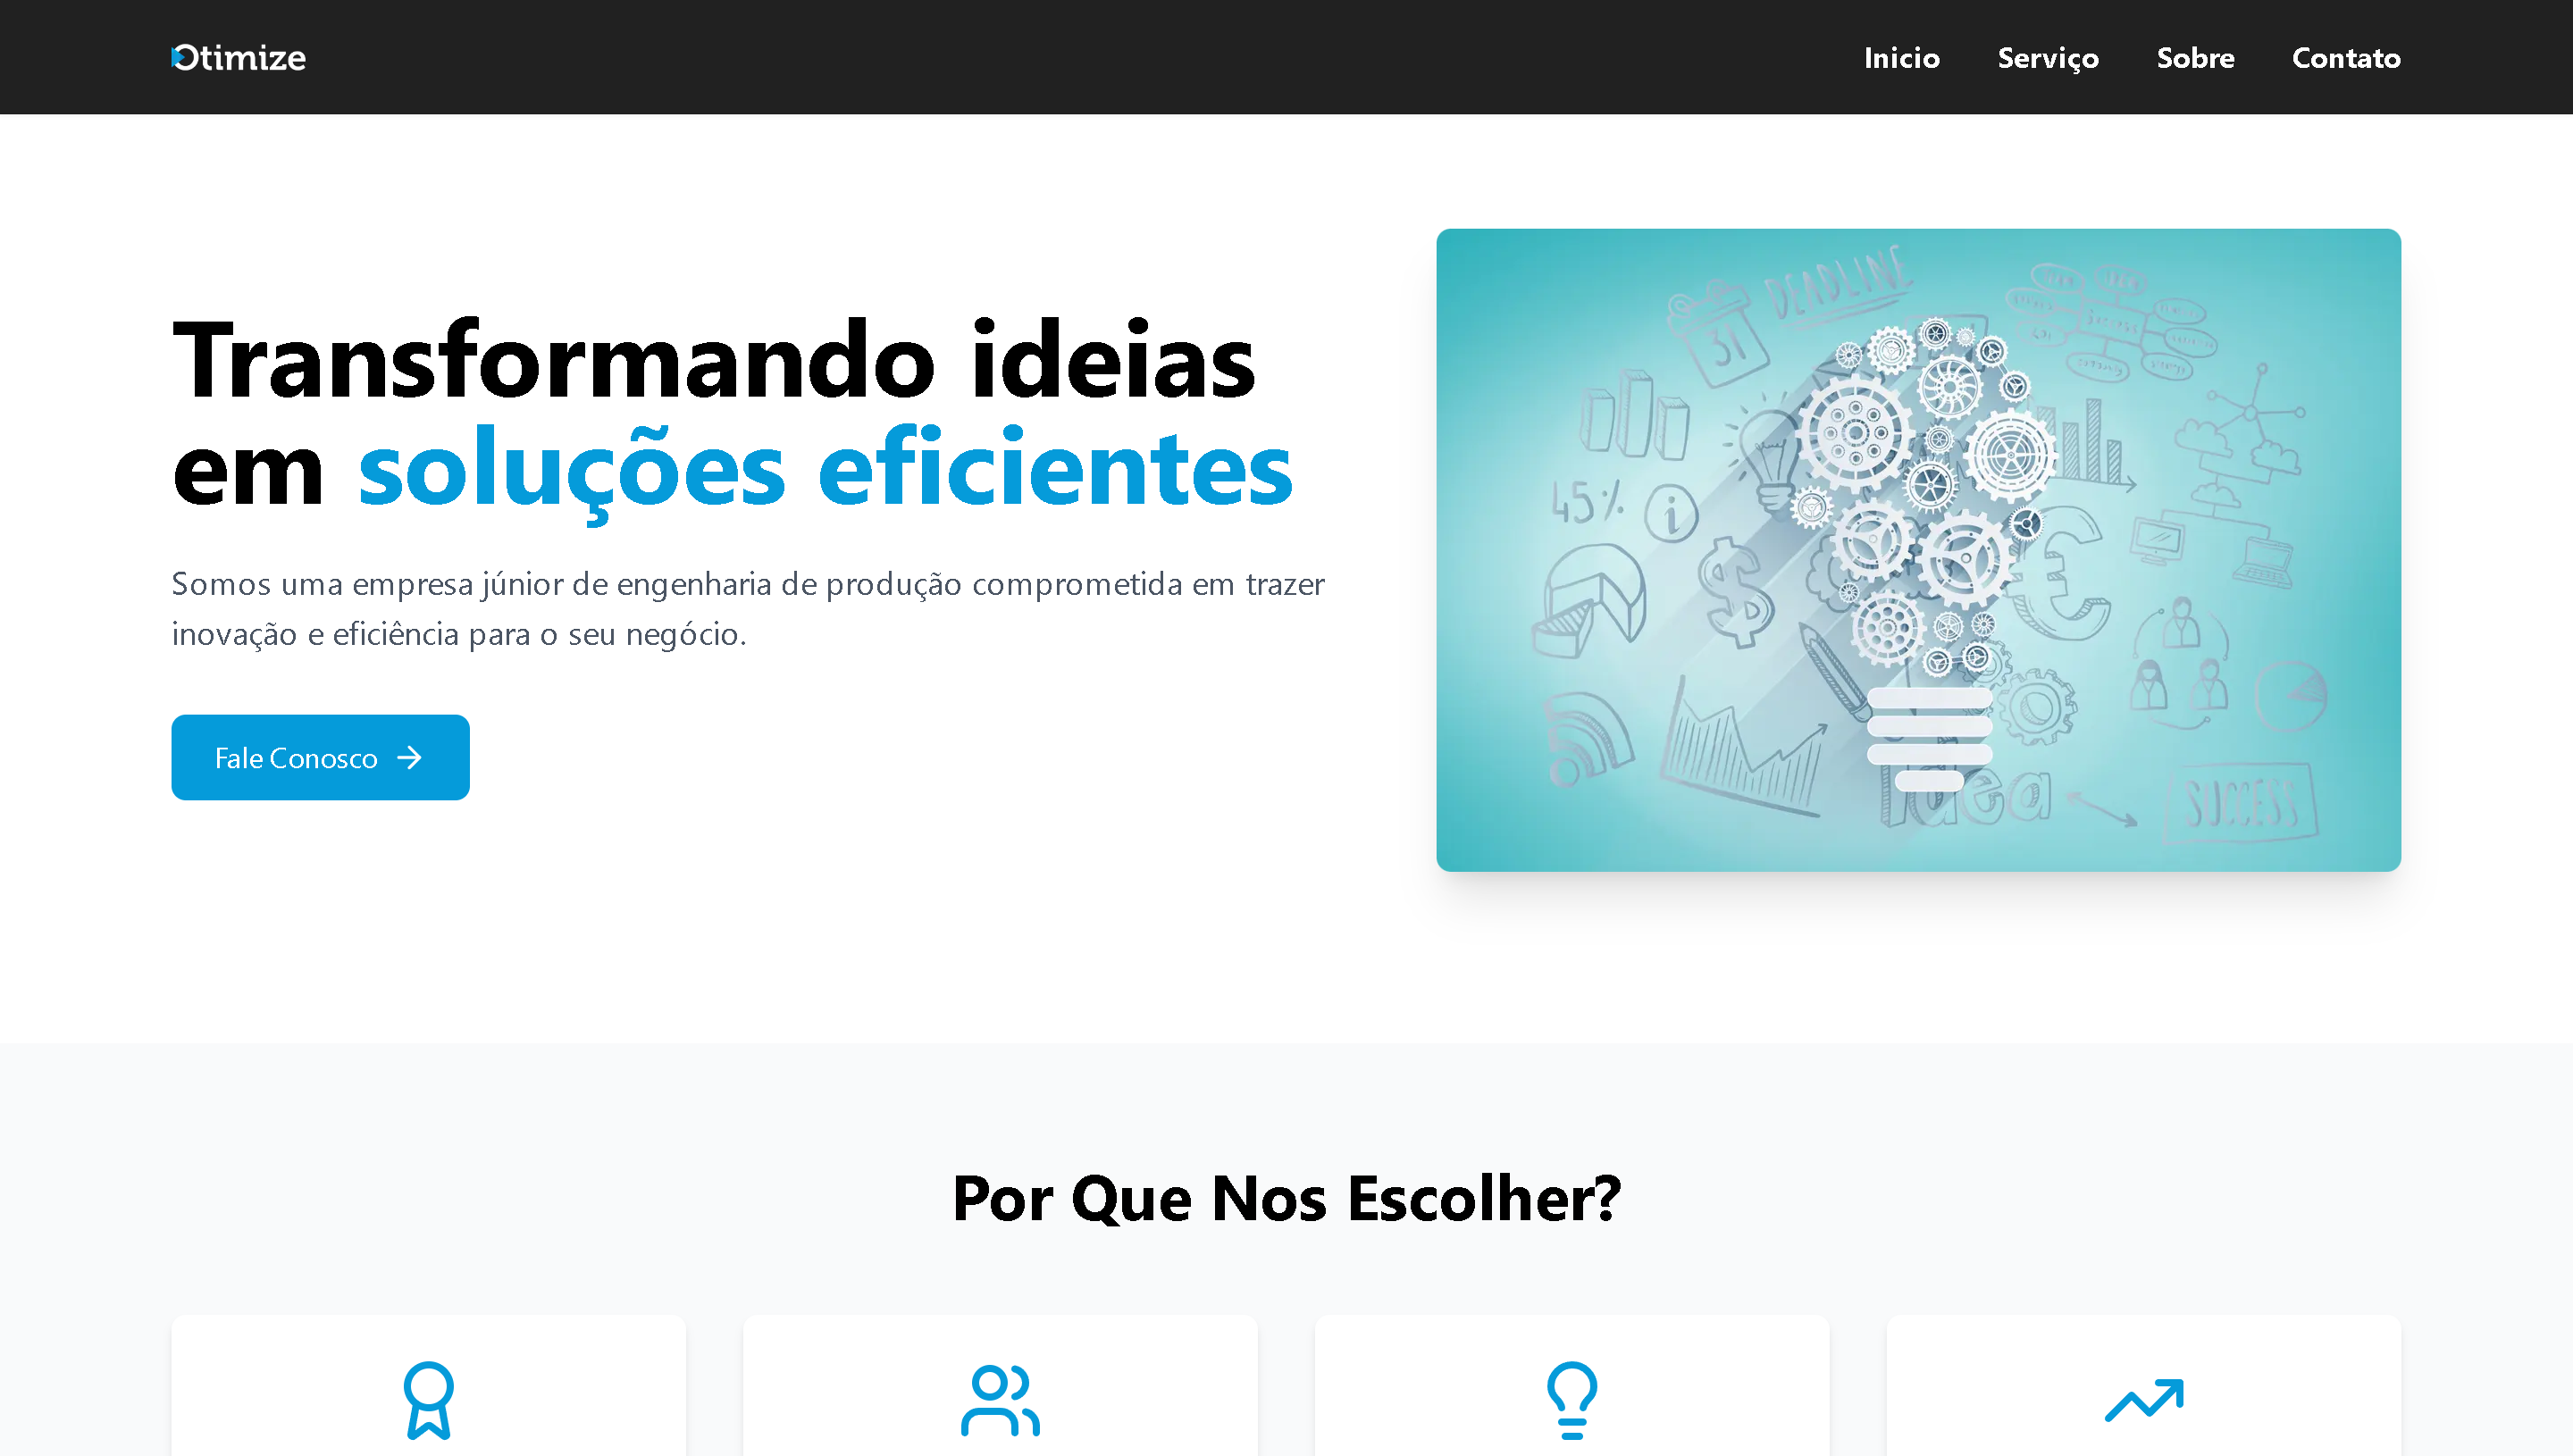 Otimize
Inicio Serviço Sobre Contato
Transformando ideias
em soluções eficientes
Somos uma empresa júnior de engenharia de produção comprometida em trazer
inovação e eficiência para o seu negócio.
Fale Conosco
DEADLINE
31
45%
i
$
€
Idea
SUCCESS
Por Que Nos Escolher?